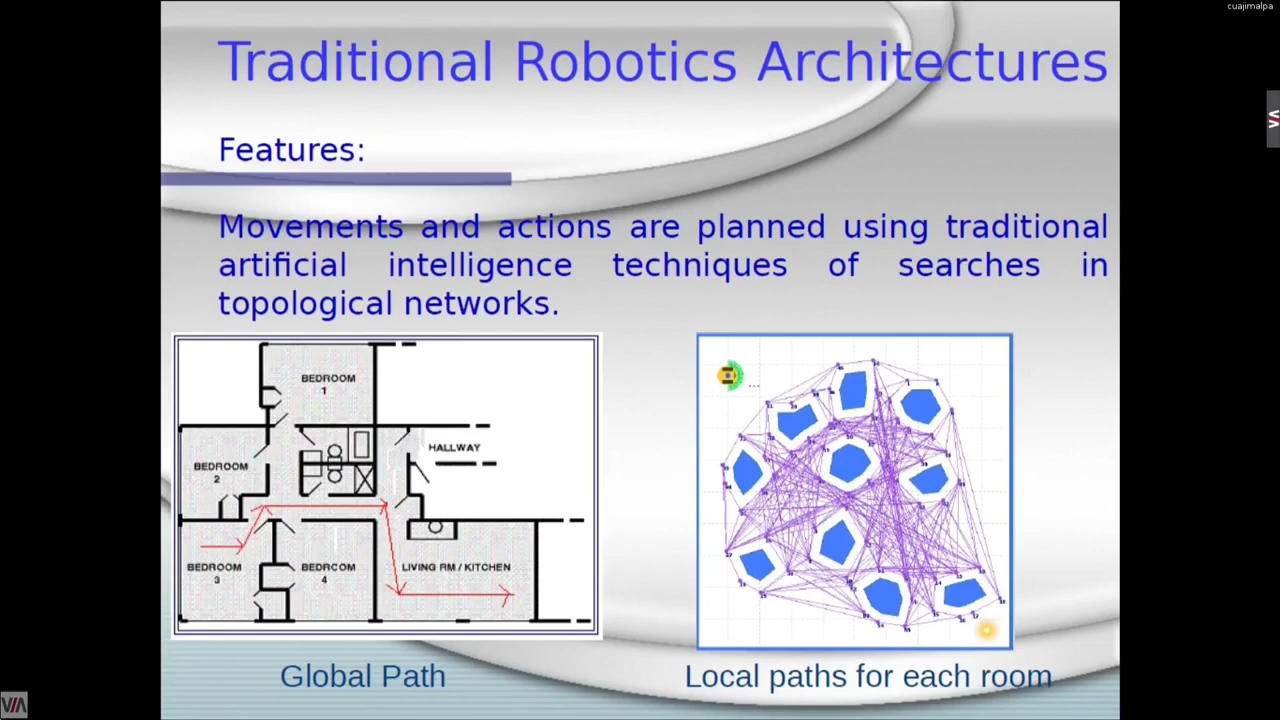 cuajimalpa
Traditional Robotics Architectures
Features:
Movements and actions are planned using traditional
artificial intelligence techniques of searches in
topological networks.
BEDROOM
1
HALLWAY
BEDROOM
2
BEDROOM
3
BEDROOM
4
LIVING RM / KITCHEN
...
Global Path
Local paths for each room
VIA